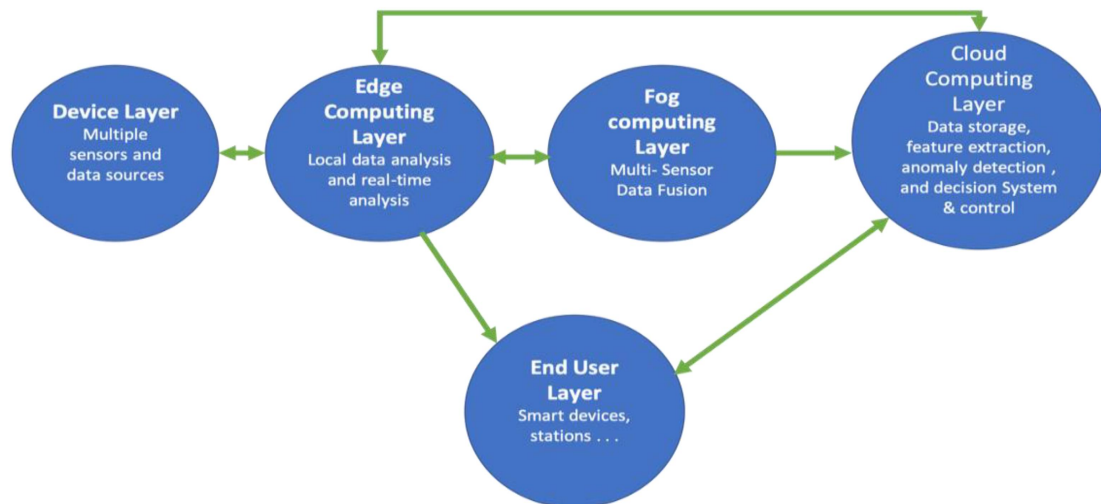 Device Layer
Multiple
sensors and
data sources
Edge
Computing
Layer
Local data analysis
and real-time
analysis
Fog
computing
Layer
Multi- Sensor
Data Fusion
Cloud
Computing
Layer
Data storage,
feature extraction,
anomaly detection ,
and decision System
& control
End User
Layer
Smart devices,
stations . . .